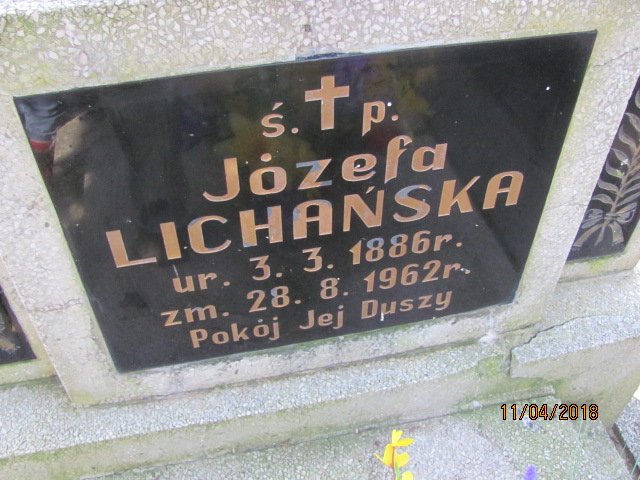 ś. p.
Józefa
LICHAŃSKA
ur. 3. 3. 1886r.
zm. 28. 8. 1962r.
Pokój Jej Duszy
11/04/2018